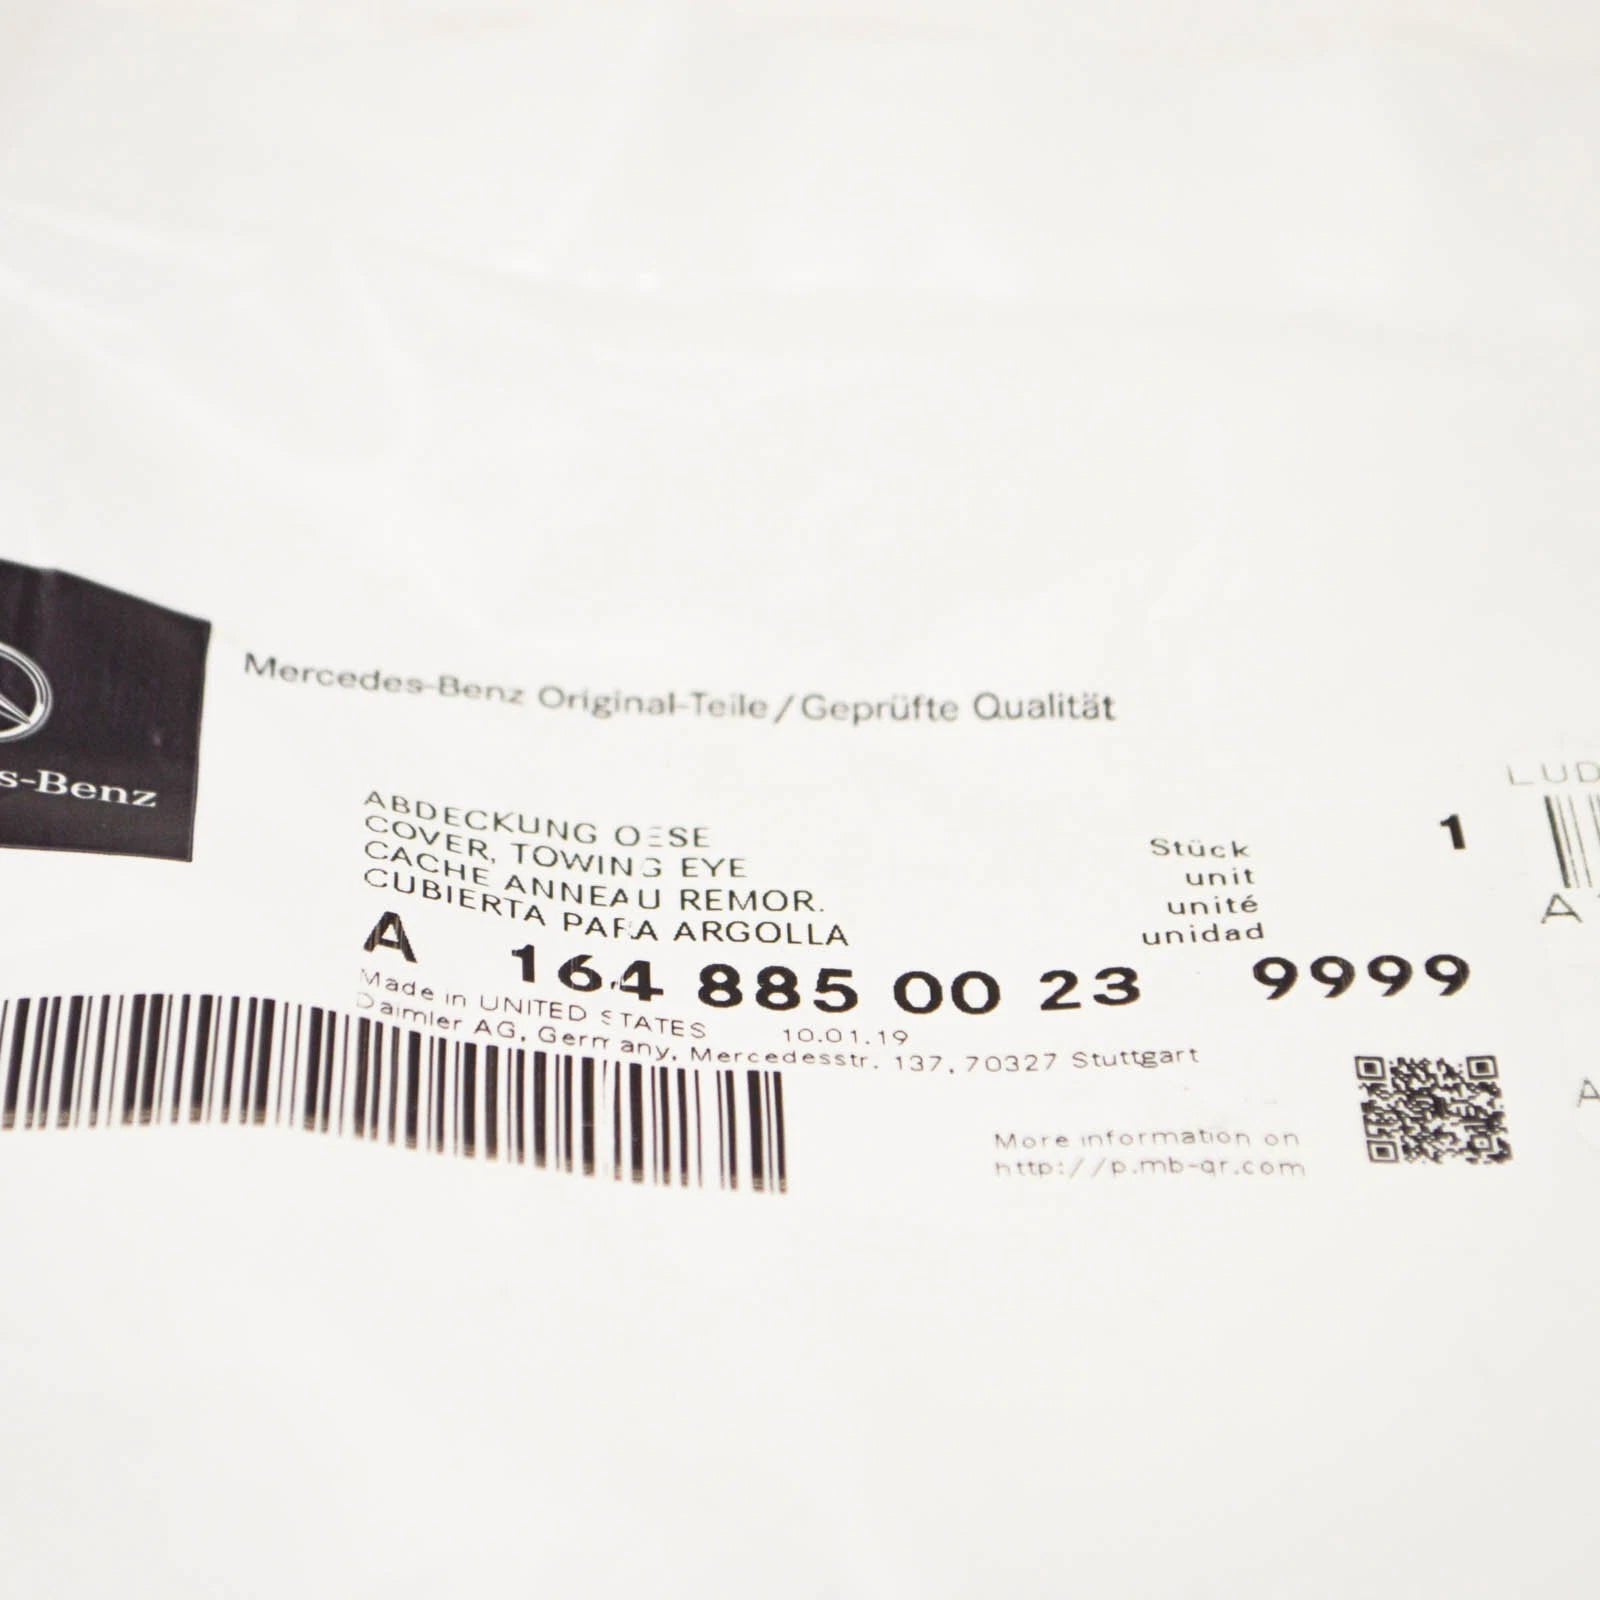 s-Benz
Mercedes-Benz Original-Teile/Geprüfte Qualität
ABDECKUNG OESE
COVER, TOWING EYE
CACHE ANNEAU REMOR.
CUBIERTA PARA ARGOLLA
Stück 1
unit
unité
unidad
A 164 885 00 23 9999
Made in UNITED STATES 10.01.19
Daimler AG, Germany, Mercedesstr. 137, 70327 Stuttgart
More information on
http://p.mb-qr.com
LUD
A
A